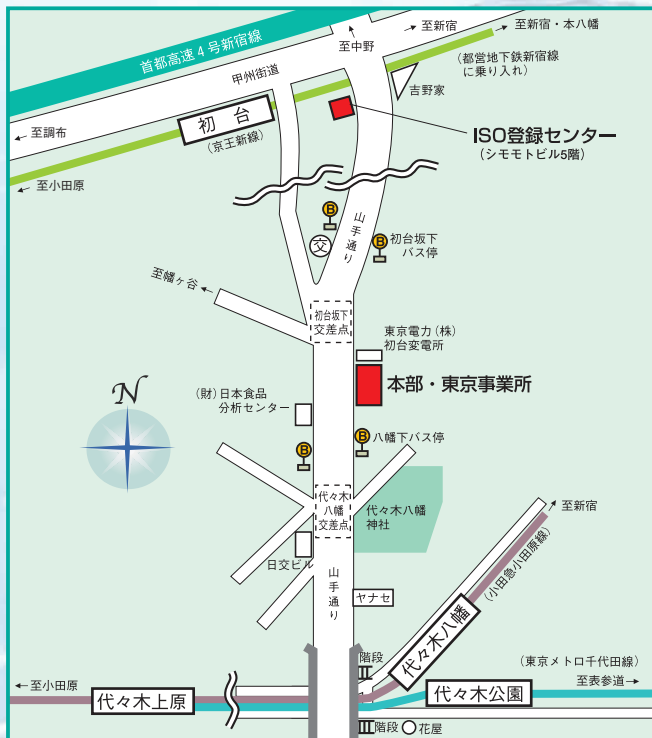 首都高速4号新宿線
甲州街道
至中野
至新宿
至新宿・本八幡
(都営地下鉄新宿線
に乗り入れ)
吉野家
至調布
初台
(京王新線)
ISO登録センター
(シモモトビル5階)
至小田原
B
山手通り
交
B
初台坂下
バス停
至幡ヶ谷
初台坂下
交差点
東京電力(株)
初台変電所
本部・東京事業所
N
(財)日本食品
分析センター
B
B
八幡下バス停
代々木
八幡
交差点
代々木八幡
神社
至新宿
(小田急小田原線)
日交ビル
山手通り
ヤナセ
代々木八幡
階段
(東京メトロ千代田線)
至表参道
至小田原
代々木上原
代々木公園
階段
花屋